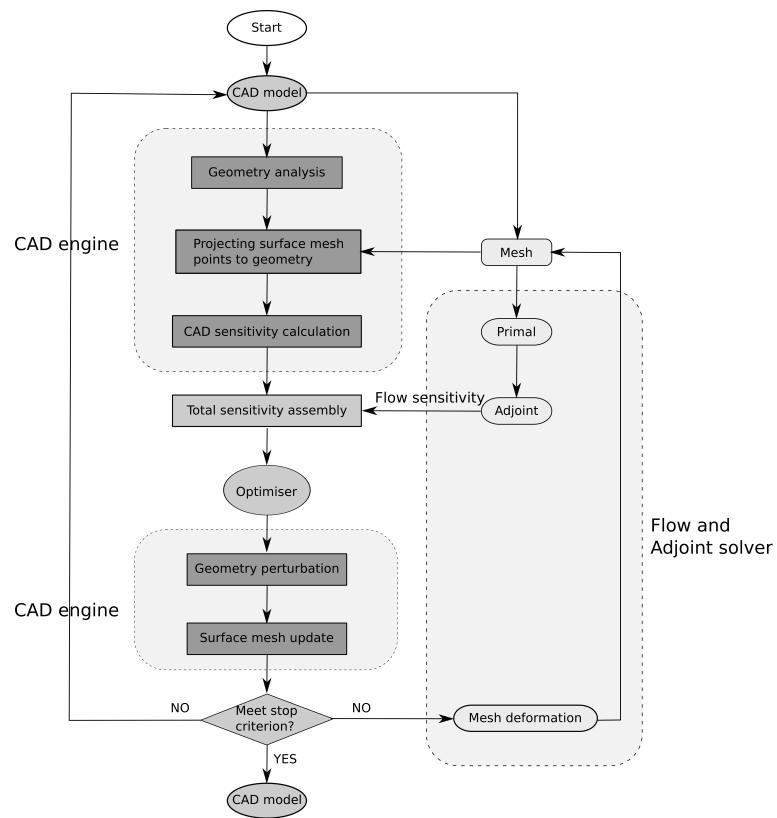 Start
CAD model
Geometry analysis
CAD engine
Projecting surface mesh
points to geometry
Mesh
CAD sensitivity calculation
Primal
Flow sensitivity
Total sensitivity assembly
Adjoint
Optimiser
Flow and
Adjoint solver
Geometry perturbation
CAD engine
Surface mesh update
NO
Meet stop
criterion?
NO
Mesh deformation
YES
CAD model